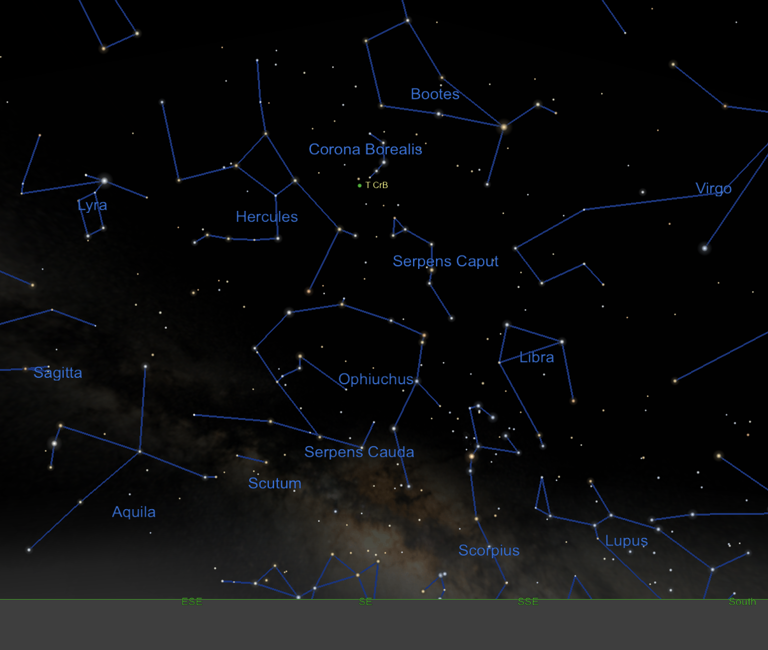 Bootes
Corona Borealis
T CrB
Virgo
Lyra
Hercules
Serpens Caput
Libra
Sagitta
Ophiuchus
Serpens Cauda
Scutum
Aquila
Lupus
Scorpius
ESE
SE
SSE
South